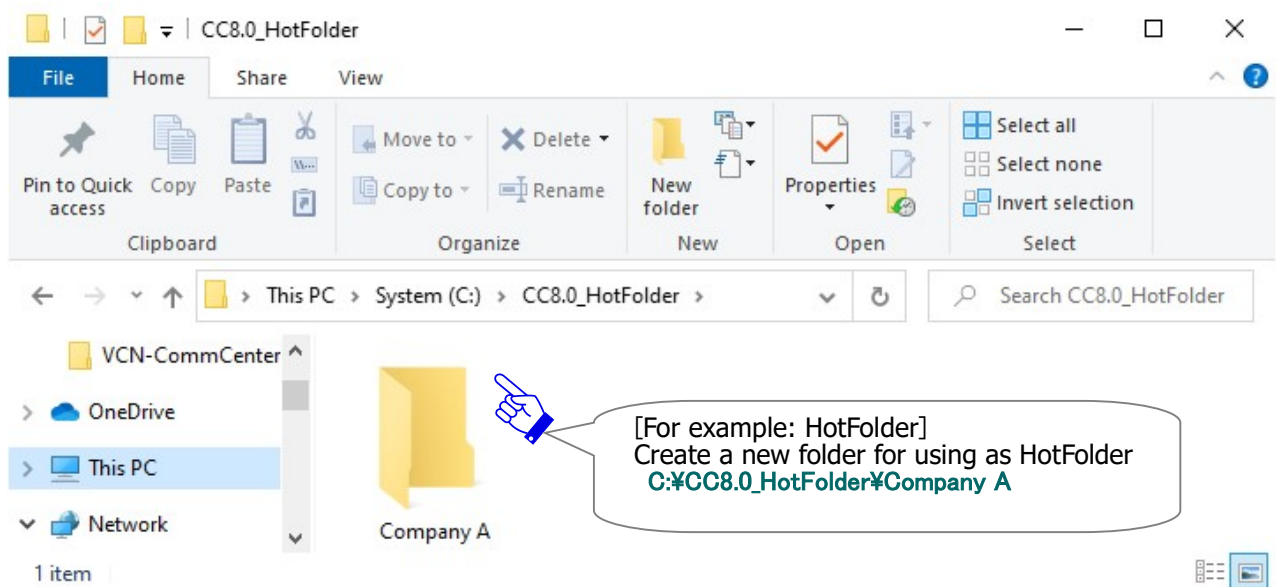 CC8.0_HotFolder
File Home Share View
Pin to Quick access
Copy
Paste
Clipboard
Move to
Copy to
Delete
Rename
Organize
New folder
New
Properties
Open
Select all
Select none
Invert selection
Select
This PC > System (C:) > CC8.0_HotFolder >
Search CC8.0_HotFolder
VCN-CommCenter
OneDrive
This PC
Network
Company A
[For example: HotFolder]
Create a new folder for using as HotFolder
C:¥CC8.0_HotFolder¥Company A
1 item